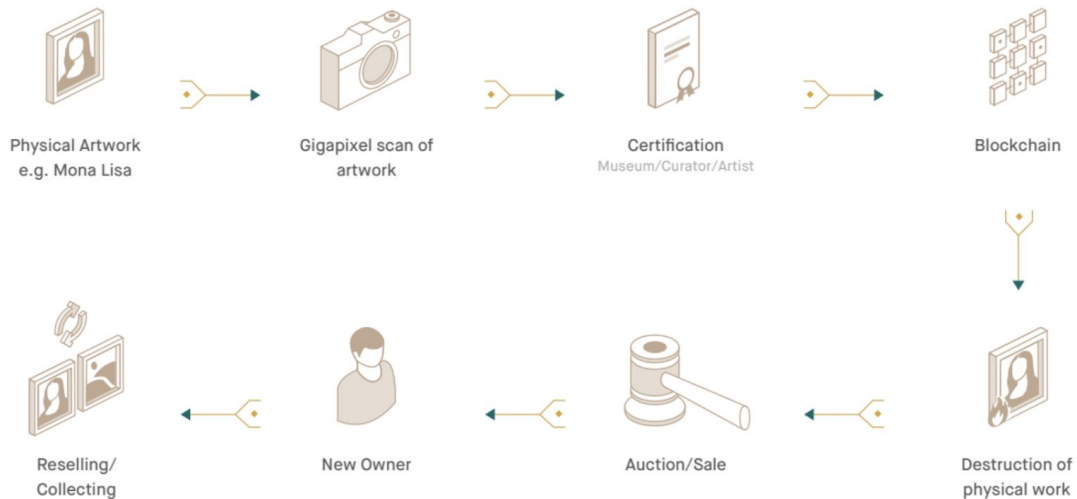 Physical Artwork
e.g. Mona Lisa
Gigapixel scan of
artwork
Certification
Museum/Curator/Artist
Blockchain
Reselling/
Collecting
New Owner
Auction/Sale
Destruction of
physical work